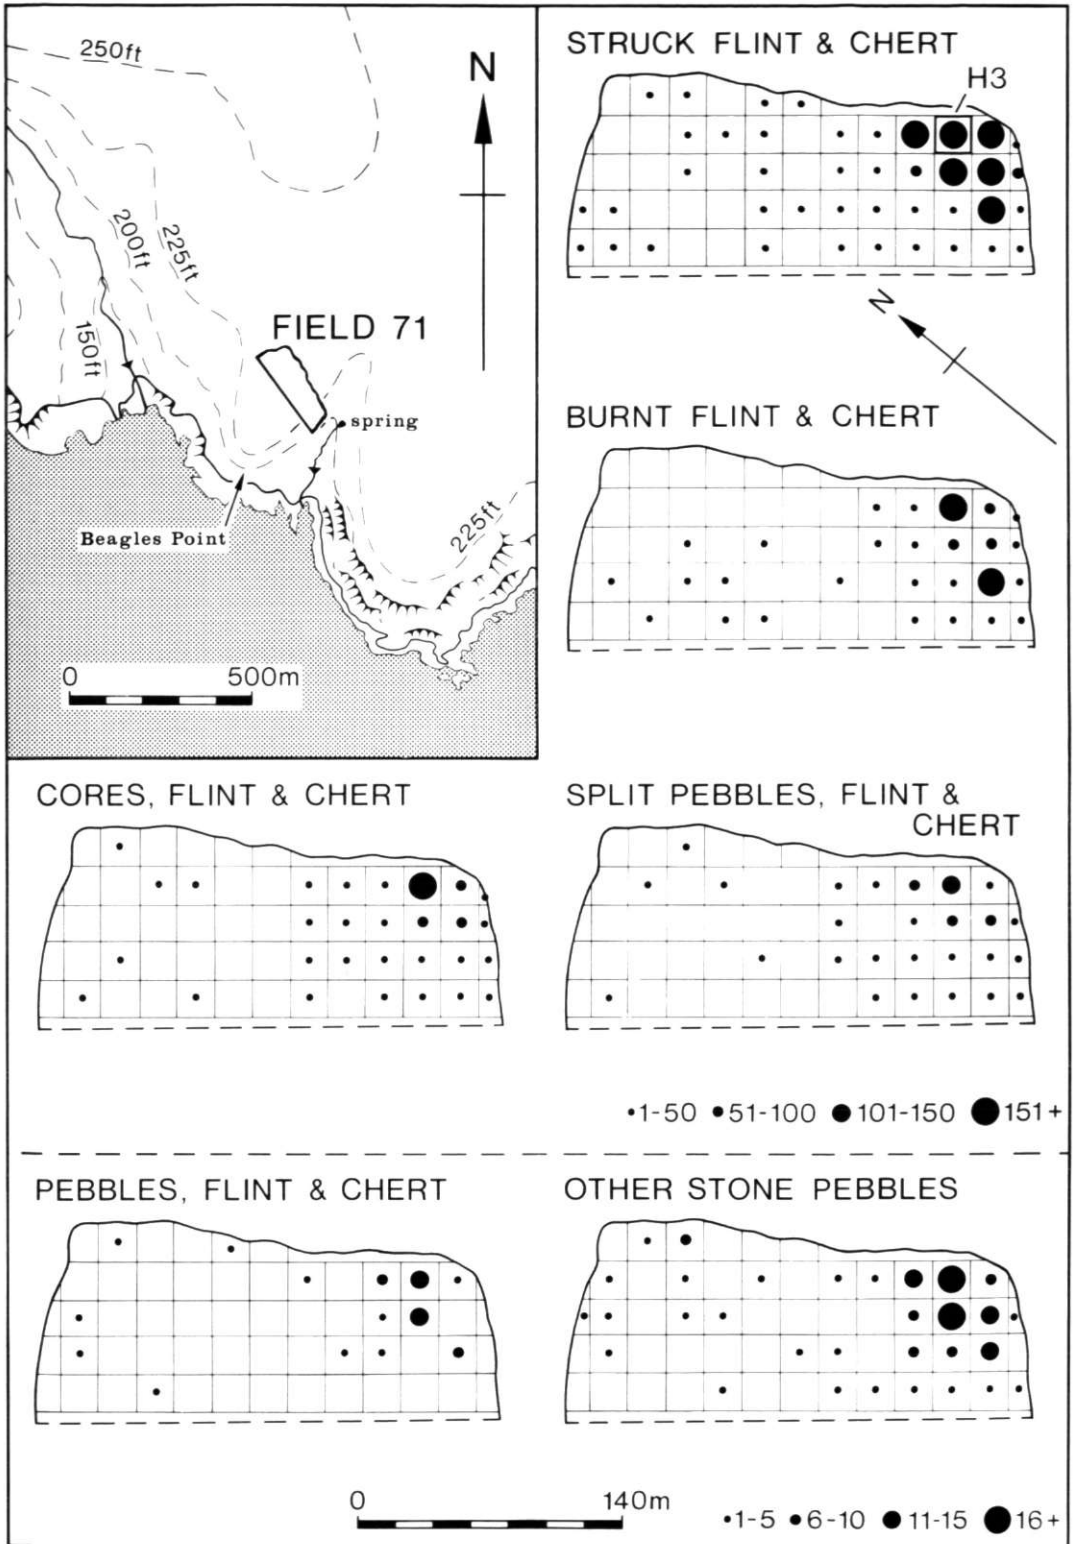 250ft
N
200ft
225ft
150ft
FIELD 71
spring
Beagles Point
225ft
0 500m
STRUCK FLINT & CHERT
H3
N
BURNT FLINT & CHERT
CORES, FLINT & CHERT
SPLIT PEBBLES, FLINT &
CHERT
1-50 51-100 101-150 151+
PEBBLES, FLINT & CHERT
OTHER STONE PEBBLES
0 140m
1-5 6-10 11-15 16+